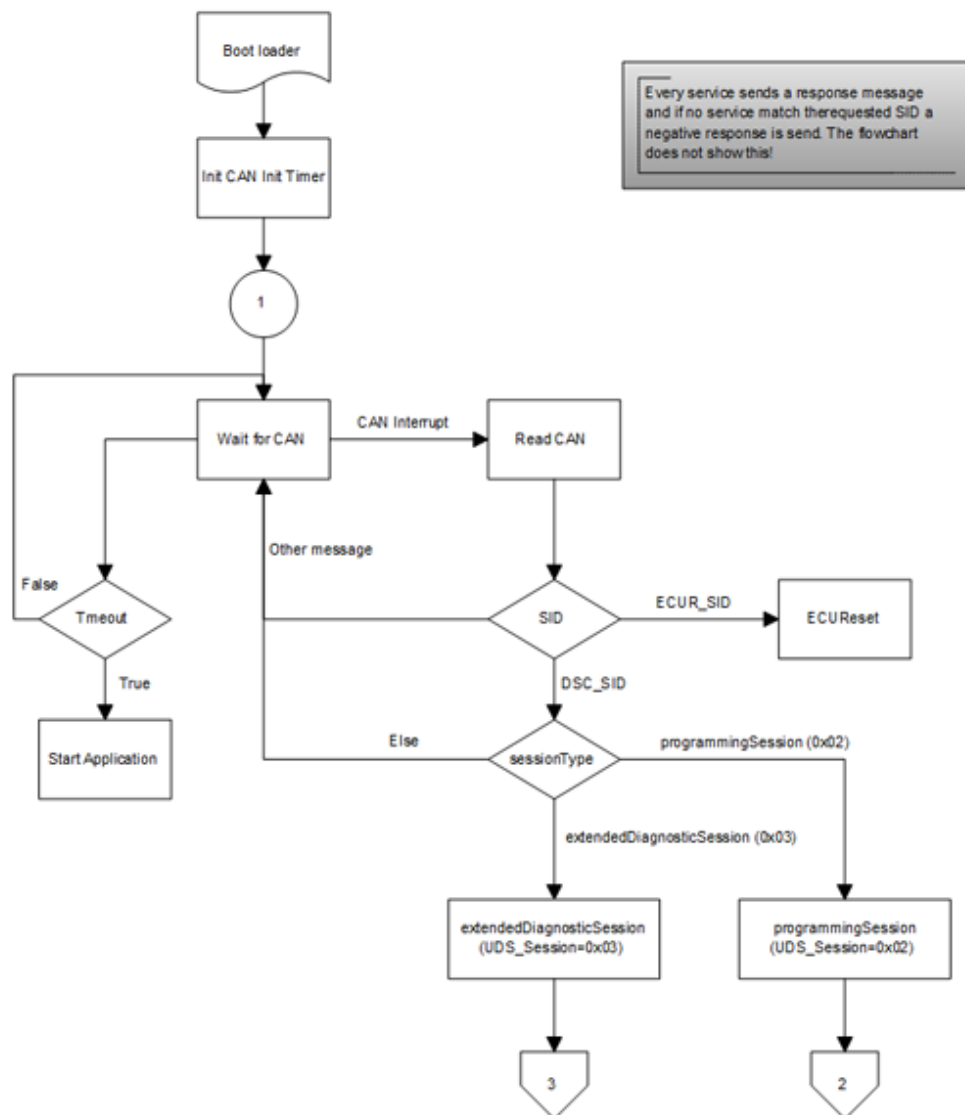 Boot loader
Every service sends a response message
and if no service match therequested SID a
negative response is send. The flowchart
does not show this!
Init CAN Init Timer
1
Wait for CAN
CAN Interrupt
Read CAN
Other message
False
Tmeout
SID
ECUR_SID
ECUReset
True
DSC_SID
Start Application
Else
sessionType
programmingSession (0x02)
extendedDiagnosticSession (0x03)
extendedDiagnosticSession
(UDS_Session=0x03)
programmingSession
(UDS_Session=0x02)
3
2